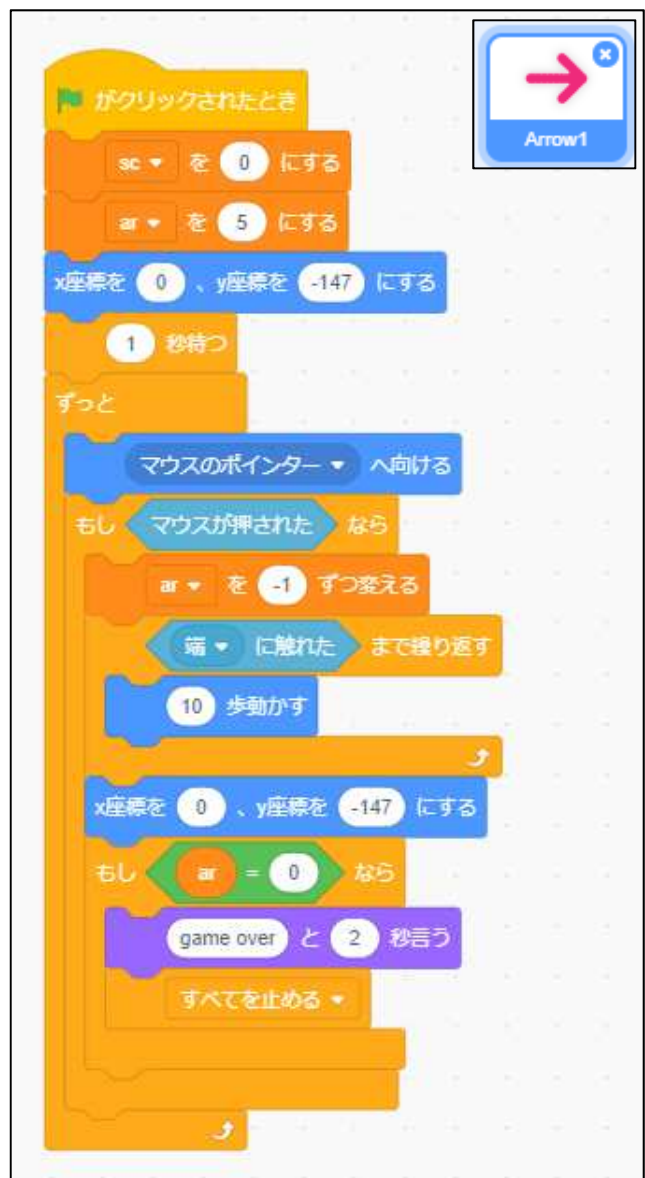 Arrow1
がクリックされたとき
sc を 0 にする
ar を 5 にする
x座標を 0 、y座標を -147 にする
1 秒待つ
ずっと
マウスのポインター へ向ける
もし マウスが押された なら
ar を -1 ずつ変える
端 に触れた まで繰り返す
10 歩動かす
x座標を 0 、y座標を -147 にする
もし ar = 0 なら
game over と 2 秒言う
すべてを止める